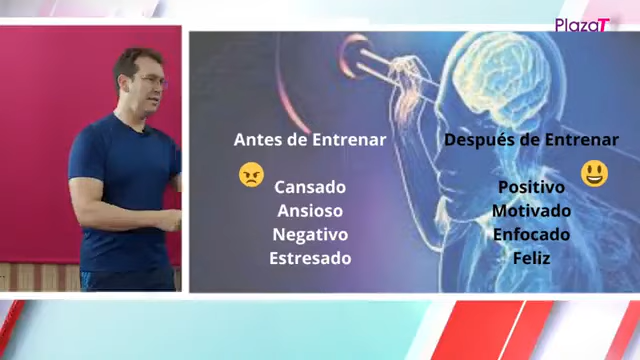 PlazaT
Antes de Entrenar
Cansado
Ansioso
Negativo
Estresado
Después de Entrenar
Positivo
Motivado
Enfocado
Feliz